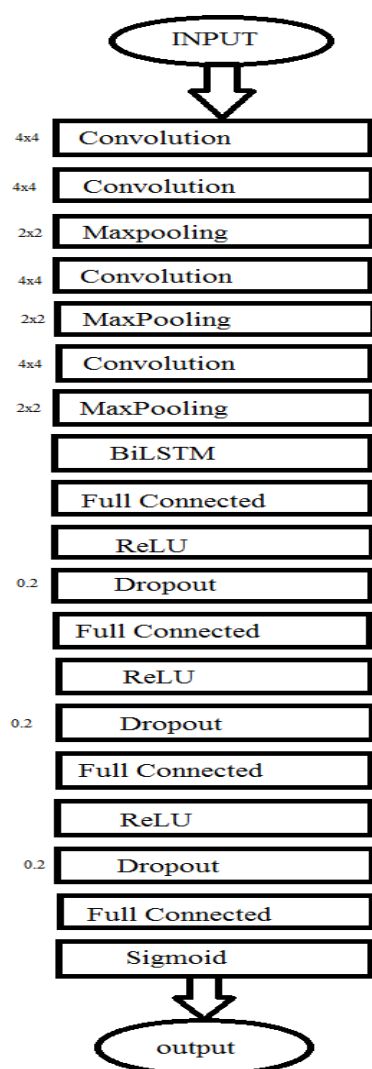 INPUT
4x4 Convolution
4x4 Convolution
2x2 Maxpooling
4x4 Convolution
2x2 MaxPooling
4x4 Convolution
2x2 MaxPooling
BiLSTM
Full Connected
ReLU
0.2 Dropout
Full Connected
ReLU
0.2 Dropout
Full Connected
ReLU
0.2 Dropout
Full Connected
Sigmoid
output